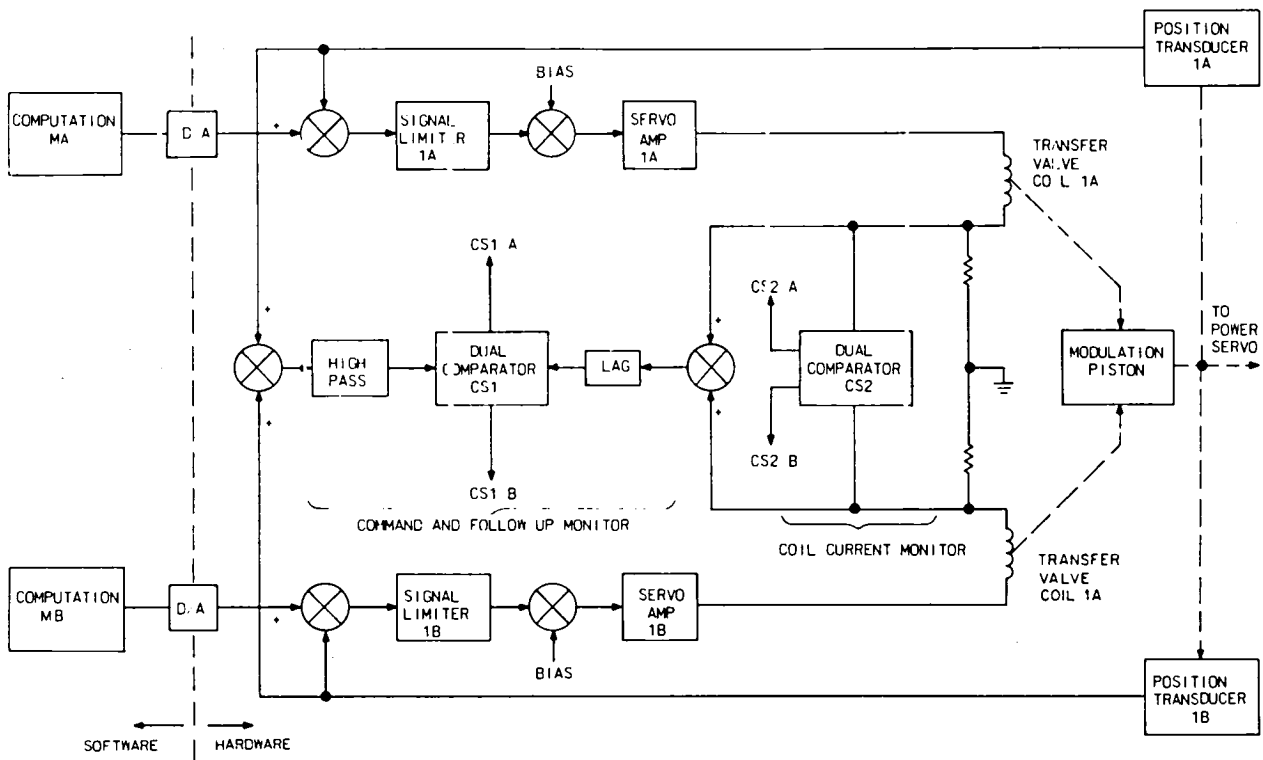 POSITION
TRANSDUCER
1A
BIAS
COMPUTATION
MA
D/A
+
SIGNAL
LIMITER
1A
SERVO
AMP
1A
TRANSFER
VALVE
COIL 1A
CS1 A
CS2 A
+
+
HIGH
PASS
DUAL
COMPARATOR
CS1
LAG
DUAL
COMPARATOR
CS2
MODULATION
PISTON
TO
POWER
SERVO
+
+
CS2 B
CS1 B
COMMAND AND FOLLOW UP MONITOR
COIL CURRENT MONITOR
COMPUTATION
MB
D/A
+
SIGNAL
LIMITER
1B
SERVO
AMP
1B
TRANSFER
VALVE
COIL 1A
BIAS
POSITION
TRANSDUCER
1B
SOFTWARE
HARDWARE